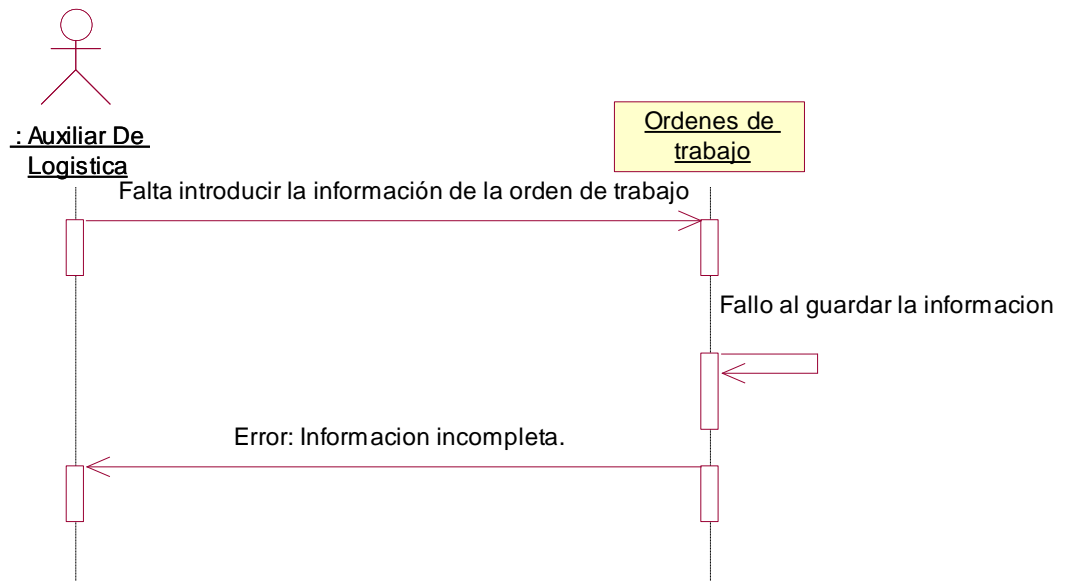 : Auxiliar De
Logistica
Ordenes de
trabajo
Falta introducir la información de la orden de trabajo
Fallo al guardar la informacion
Error: Informacion incompleta.